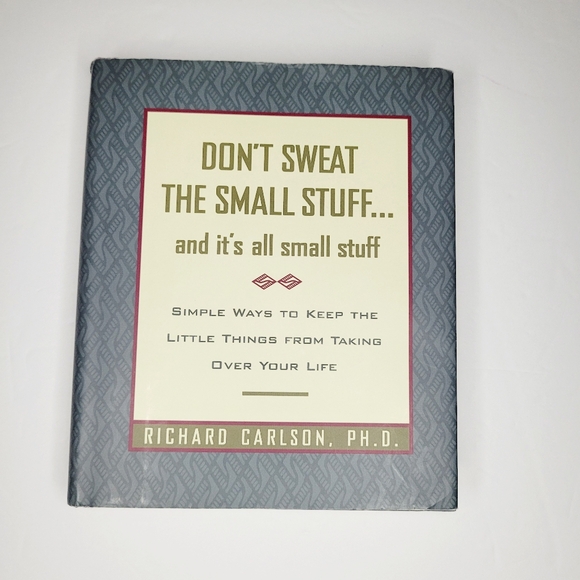 DON'T SWEAT
THE SMALL STUFF...
and it's all small stuff
SIMPLE WAYS TO KEEP THE
LITTLE THINGS FROM TAKING
OVER YOUR LIFE
RICHARD CARLSON, PH.D.